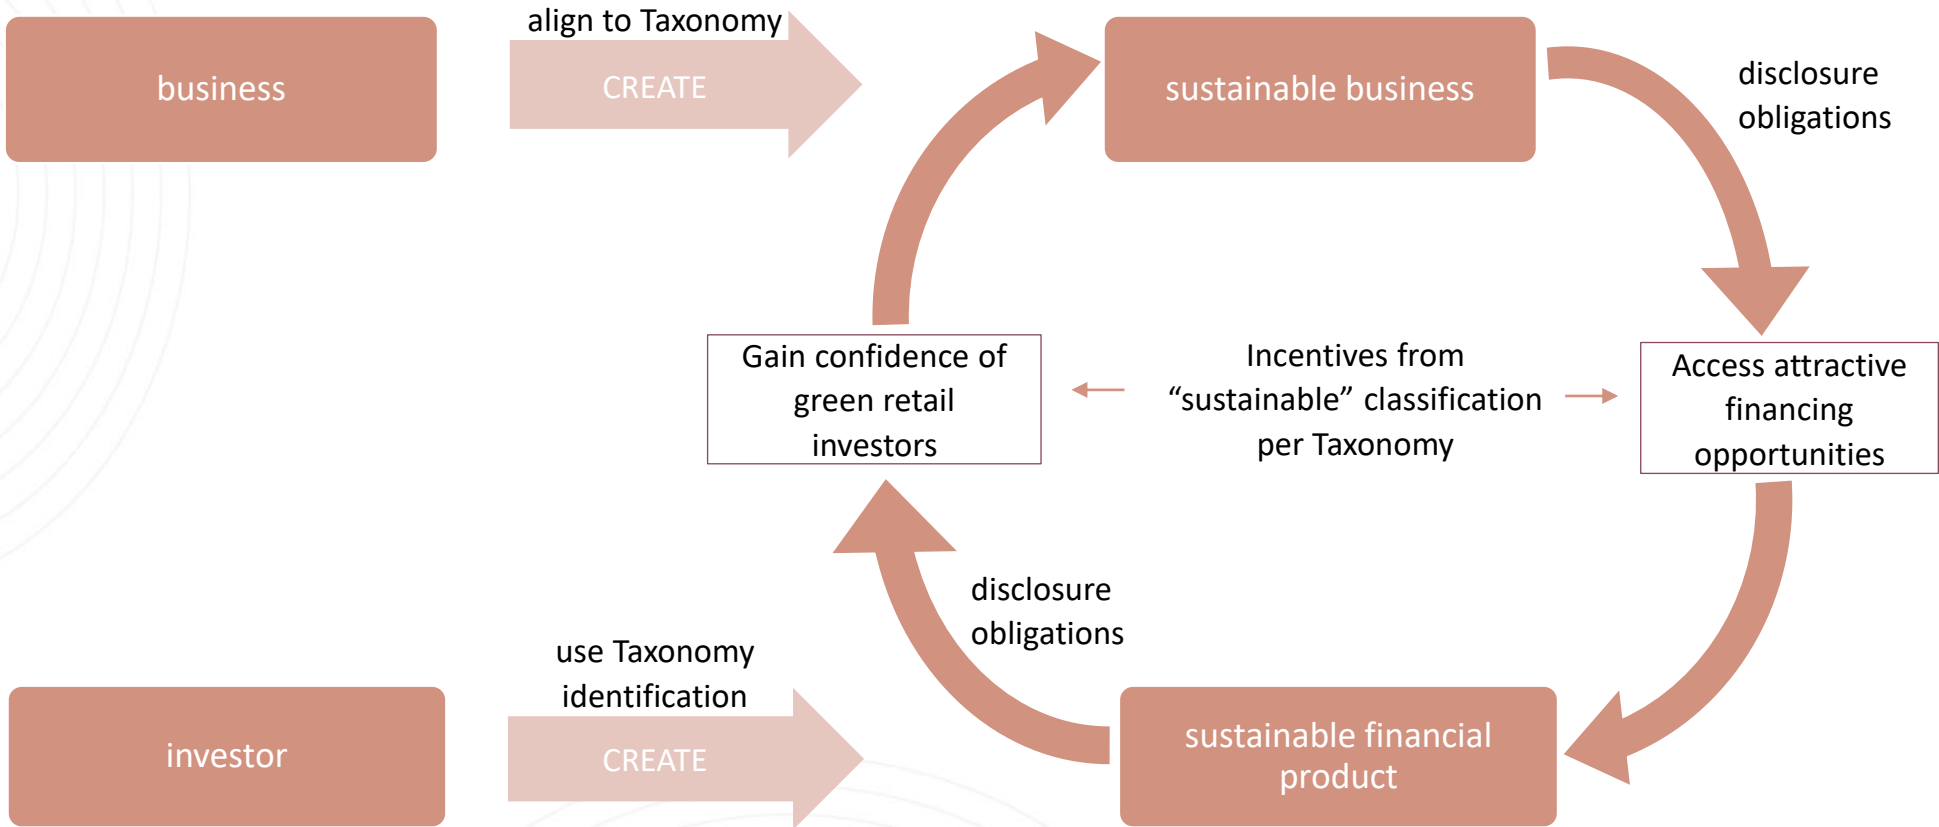 align to Taxonomy
business
CREATE
sustainable business
disclosure
obligations
Gain confidence of
green retail
investors
Incentives from
“sustainable” classification
per Taxonomy
Access attractive
financing
opportunities
disclosure
obligations
use Taxonomy
identification
investor
CREATE
sustainable financial
product